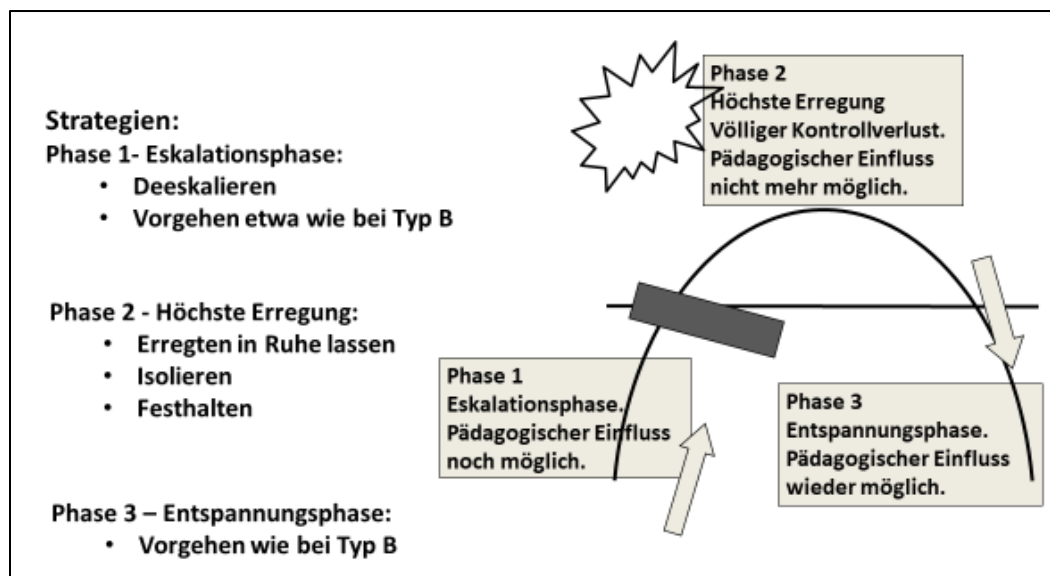 Strategien:
Phase 1- Eskalationsphase:
• Deeskalieren
• Vorgehen etwa wie bei Typ B
Phase 2 - Höchste Erregung:
• Erregten in Ruhe lassen
• Isolieren
• Festhalten
Phase 3 – Entspannungsphase:
• Vorgehen wie bei Typ B
Phase 2
Höchste Erregung
Völliger Kontrollverlust.
Pädagogischer Einfluss
nicht mehr möglich.
Phase 1
Eskalationsphase.
Pädagogischer Einfluss
noch möglich.
Phase 3
Entspannungsphase.
Pädagogischer Einfluss
wieder möglich.